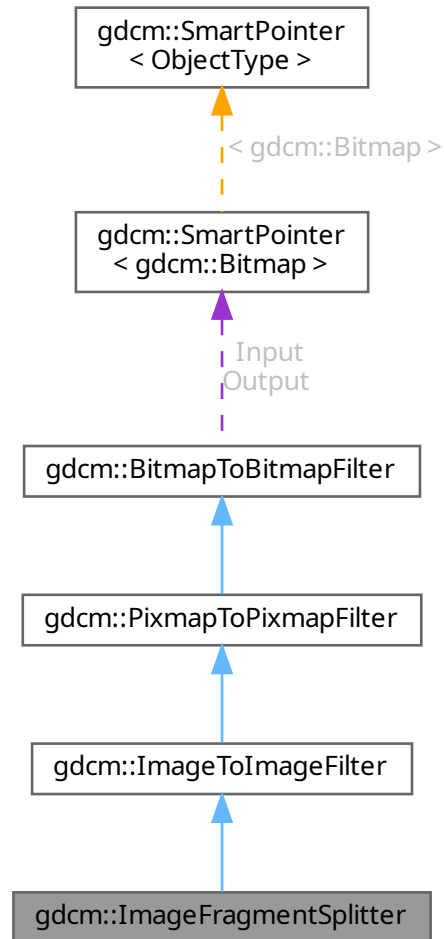 gdcm::SmartPointer
< ObjectType >
< gdcm::Bitmap >
gdcm::SmartPointer
< gdcm::Bitmap >
Input
Output
gdcm::BitmapToBitmapFilter
gdcm::PixmapToPixmapFilter
gdcm::ImageToImageFilter
gdcm::ImageFragmentSplitter